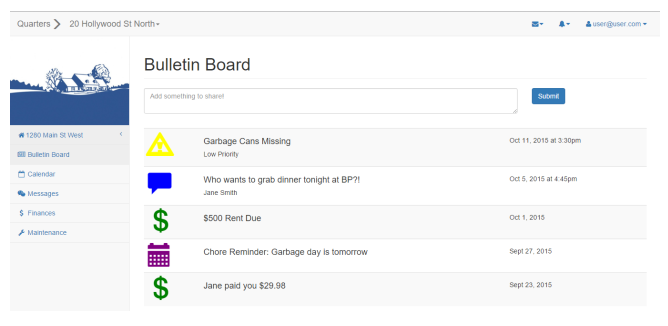 Quarters
20 Hollywood St North
user@user.com
Bulletin Board
Add something to share!
Submit
1280 Main St West
Bulletin Board
Calendar
Messages
Finances
Maintenance
Garbage Cans Missing
Low Priority
Oct 11, 2015 at 3:30pm
Who wants to grab dinner tonight at BP?!
Jane Smith
Oct 5, 2015 at 4:45pm
$500 Rent Due
Oct 1, 2015
Chore Reminder: Garbage day is tomorrow
Sept 27, 2015
Jane paid you $29.98
Sept 23, 2015